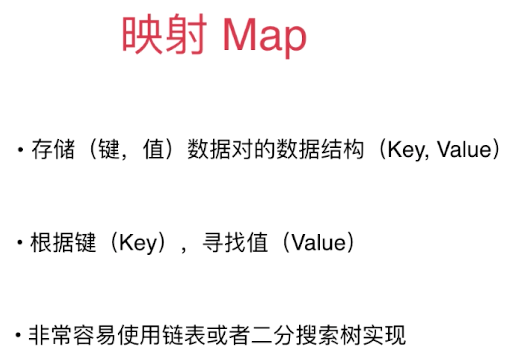 映射 Map
• 存储（键，值）数据对的数据结构（Key, Value）
• 根据键（Key），寻找值（Value）
• 非常容易使用链表或者二分搜索树实现